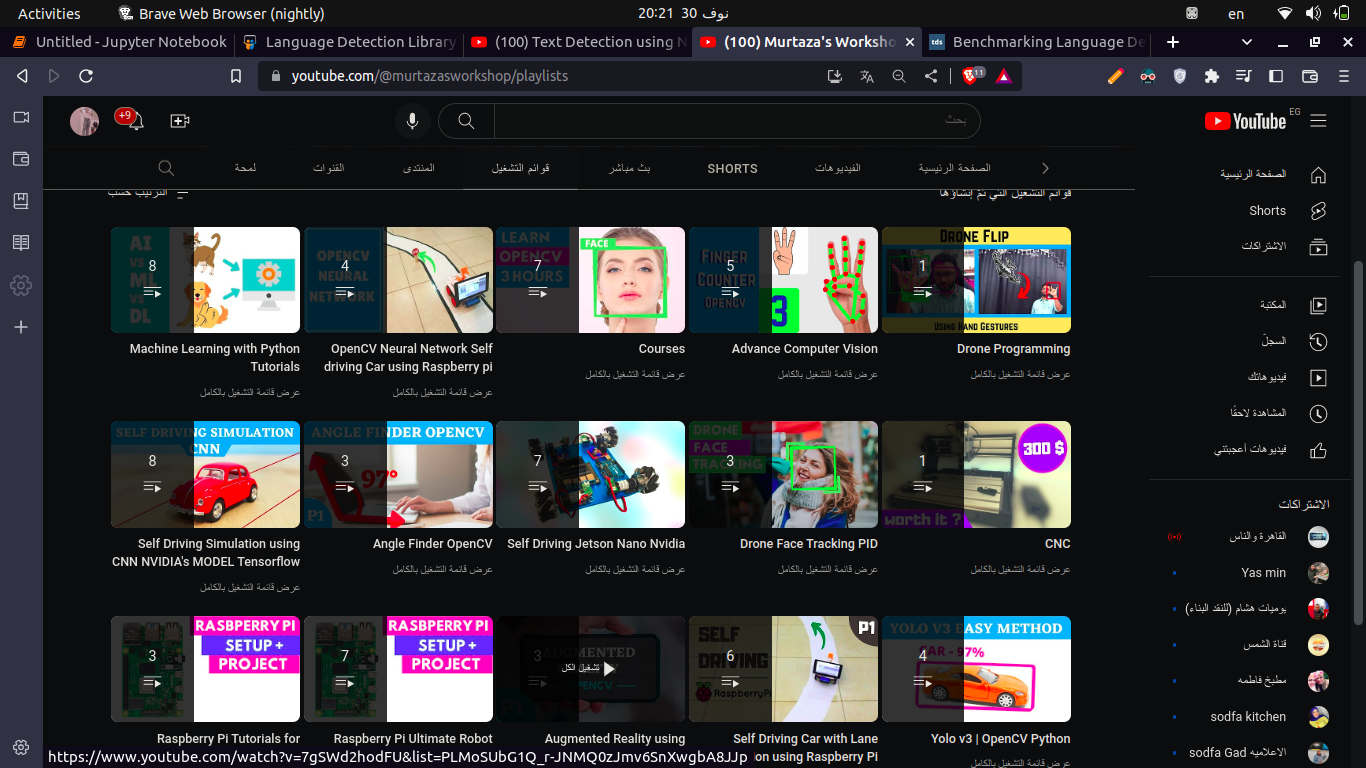 Activities
Brave Web Browser (nightly)
20:21 30 نوف
en
Untitled - Jupyter Notebook
Language Detection Library
(100) Text Detection using N
(100) Murtaza's Worksho
tds
Benchmarking Language De
youtube.com/@murtazasworkshop/playlists
11
+9
بحث
YouTube EG
الصفحة الرئيسية
الفيديوهات
SHORTS
بث مباشر
قوائم التشغيل
المنتدى
القنوات
لمحة
قوائم التشغيل التي تمّ إنشاؤها
الترتيب حسب
AI vs ML vs DL
8
OPENCV NEURAL NETWORK
4
LEARN OPENCV 3 HOURS
FACE
7
FINGER COUNTER OPENCV
3
5
DRONE FLIP
USING HAND GESTURES
1
Machine Learning with Python Tutorials
عرض قائمة التشغيل بالكامل
OpenCV Neural Network Self driving Car using Raspberry pi
عرض قائمة التشغيل بالكامل
Courses
عرض قائمة التشغيل بالكامل
Advance Computer Vision
عرض قائمة التشغيل بالكامل
Drone Programming
عرض قائمة التشغيل بالكامل
SELF DRIVING SIMULATION CNN
8
ANGLE FINDER OPENCV
97°
P1
3
7
DRONE FACE TRACKING
3
300 $
worth it ?
1
Self Driving Simulation using CNN NVIDIA's MODEL Tensorflow
عرض قائمة التشغيل بالكامل
Angle Finder OpenCV
عرض قائمة التشغيل بالكامل
Self Driving Jetson Nano Nvidia
عرض قائمة التشغيل بالكامل
Drone Face Tracking PID
عرض قائمة التشغيل بالكامل
CNC
عرض قائمة التشغيل بالكامل
RASBPERRY PI
SETUP +
PROJECT
3
RASBPERRY PI
SETUP +
PROJECT
7
AUGMENTED
OPENCV
3
تشغيل الكل
SELF DRIVING
RaspberryPi
P1
6
YOLO V3 EASY METHOD
CAR - 97%
4
Raspberry Pi Tutorials for
Raspberry Pi Ultimate Robot
Augmented Reality using
Self Driving Car with Lane
on using Raspberry Pi
Yolo v3 | OpenCV Python
عرض قائمة التشغيل بالكامل
الصفحة الرئيسية
Shorts
الاشتراكات
المكتبة
السجلّ
فيديوهاتك
المشاهدة لاحقًا
فيديوهات أعجبتني
الاشتراكات
القاهرة والناس
Yas min
يوميات هشام (للنقد البناء)
قناة الشمس
مطبخ فاطمه
sodfa kitchen
الاعلاميه sodfa Gad
https://www.youtube.com/watch?v=7gSWd2hodFU&list=PLMoSUbG1Q_r-JNMQ0zJmv6SnXwgbA8JJp